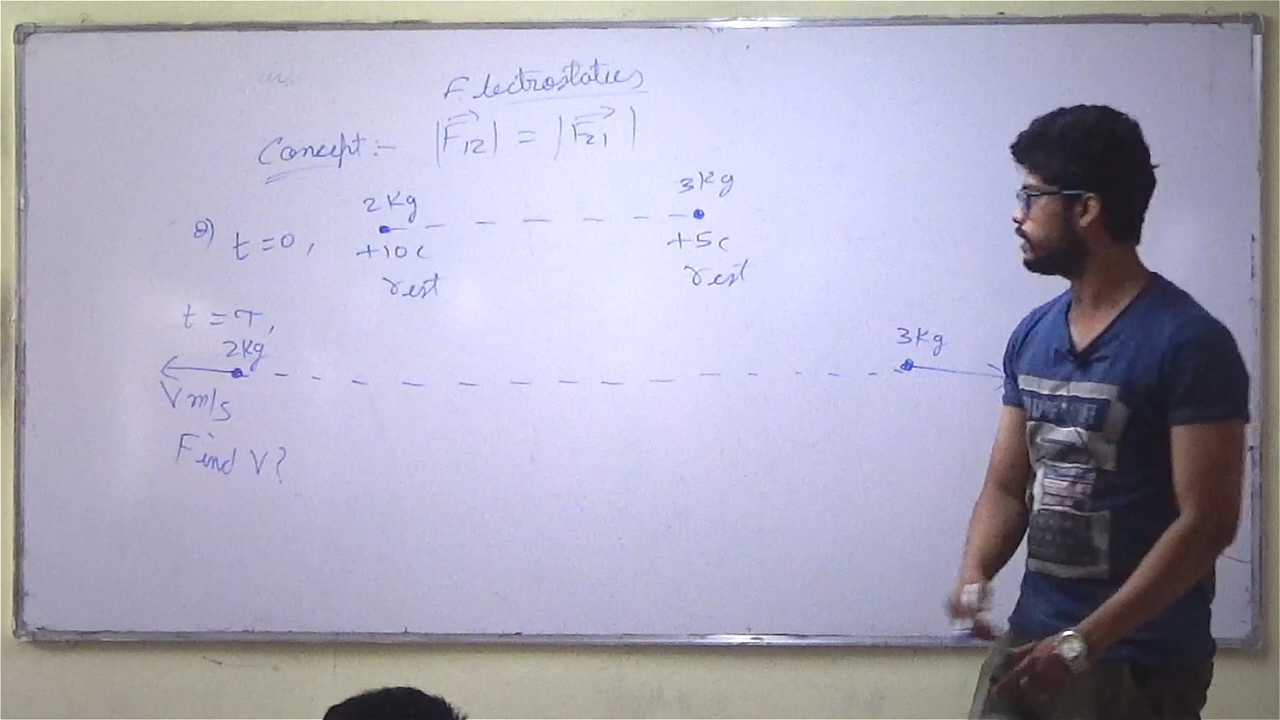 Electrostatics
Concept:- |F₁₂| = |F₂₁|
2Kg 3Kg
Q) t=0,
+10c +5c
rest rest
t=T,
2Kg 3Kg
V m/s
Find V?